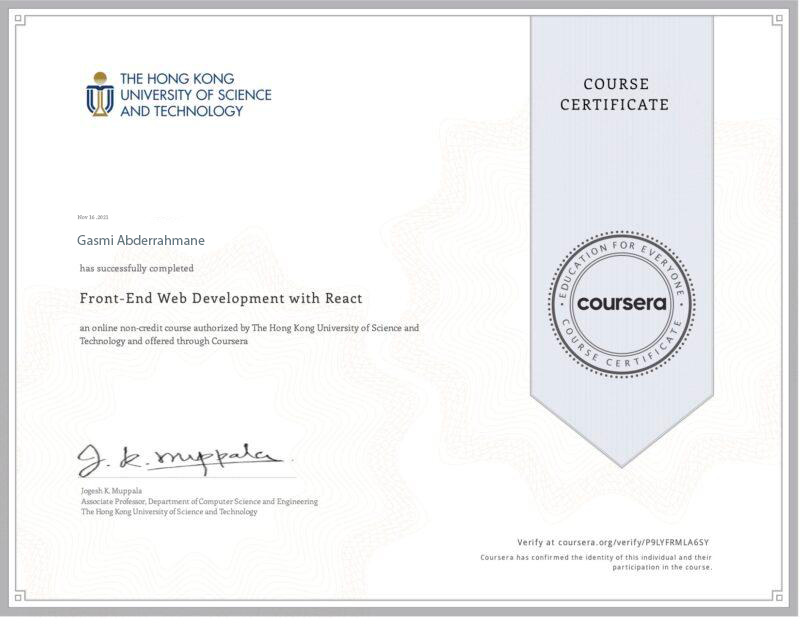 THE HONG KONG
UNIVERSITY OF SCIENCE
AND TECHNOLOGY
COURSE
CERTIFICATE
Nov 16 ,2021
Gasmi Abderrahmane
has successfully completed
Front-End Web Development with React
an online non-credit course authorized by The Hong Kong University of Science and
Technology and offered through Coursera
EDUCATION FOR EVERYONE
coursera
COURSE CERTIFICATE
J. K. Muppala
Jogesh K. Muppala
Associate Professor, Department of Computer Science and Engineering
The Hong Kong University of Science and Technology
Verify at coursera.org/verify/P9LYFRMLA6SY
Coursera has confirmed the identity of this individual and their
participation in the course.